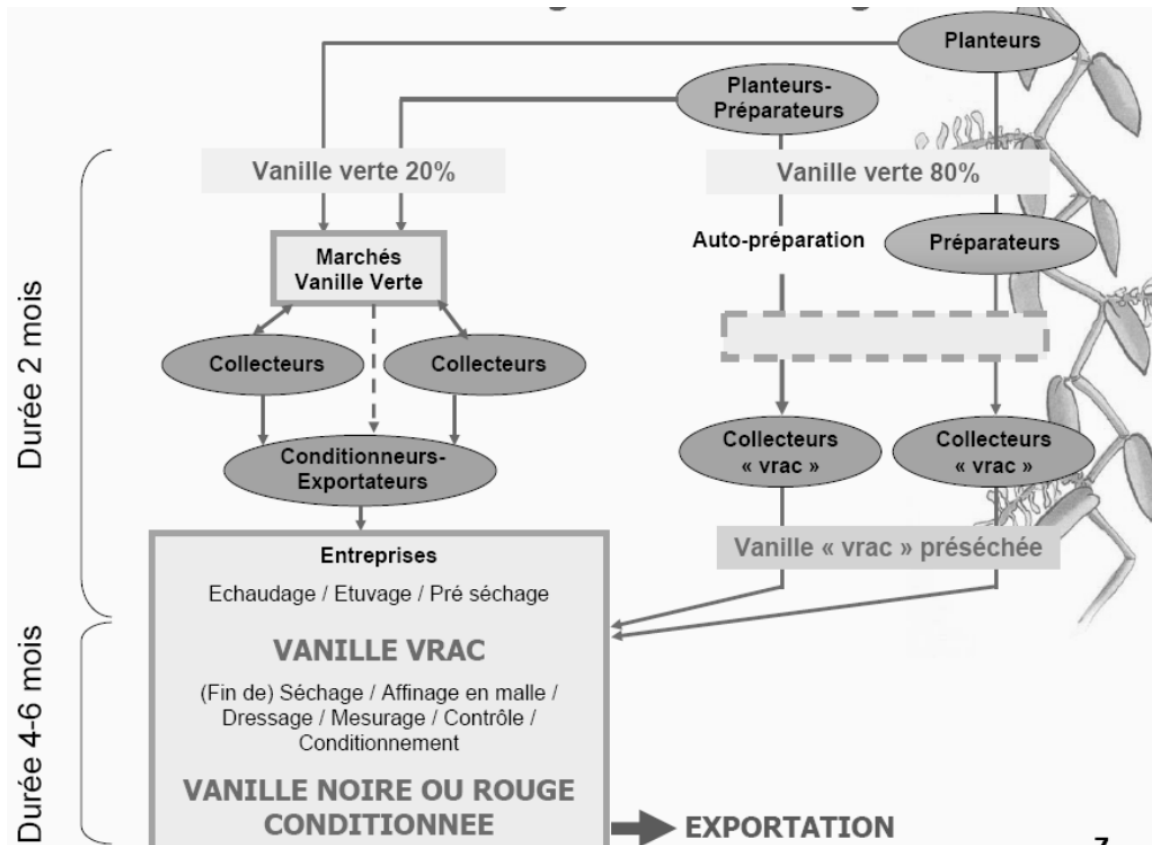 Planteurs
Planteurs-
Préparateurs
Vanille verte 20%
Vanille verte 80%
Auto-préparation
Préparateurs
Marchés
Vanille Verte
Collecteurs
Collecteurs
Collecteurs
« vrac »
Collecteurs
« vrac »
Conditionneurs-
Exportateurs
Durée 2 mois
Vanille « vrac » préséchée
Entreprises
Echaudage / Etuvage / Pré séchage
VANILLE VRAC
(Fin de) Séchage / Affinage en malle /
Dressage / Mesurage / Contrôle /
Conditionnement
Durée 4-6 mois
VANILLE NOIRE OU ROUGE
CONDITIONNEE
EXPORTATION